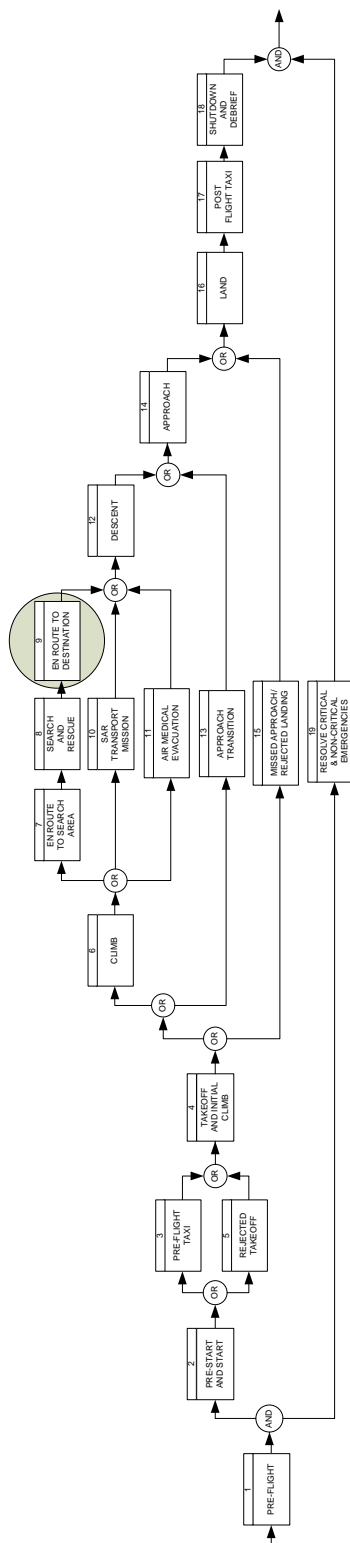 1
PRE-FLIGHT
AND
2
PRE-START
AND START
OR
3
PRE-FLIGHT
TAXI
5
REJECTED
TAKEOFF
OR
4
TAKEOFF
AND INITIAL
CLIMB
OR
OR
6
CLIMB
OR
7
EN ROUTE
TO SEARCH
AREA
8
SEARCH
AND
RESCUE
9
EN ROUTE TO
DESTINATION
10
SAR
TRANSPORT
MISSION
11
AIR MEDICAL
EVACUATION
OR
12
DESCENT
13
APPROACH
TRANSITION
OR
14
APPROACH
15
MISSED APPROACH/
REJECTED LANDING
OR
16
LAND
17
POST
FLIGHT TAXI
18
SHUTDOWN
AND
DEBRIEF
19
RESOLVE CRITICAL
& NON-CRITICAL
EMERGENCIES
AND